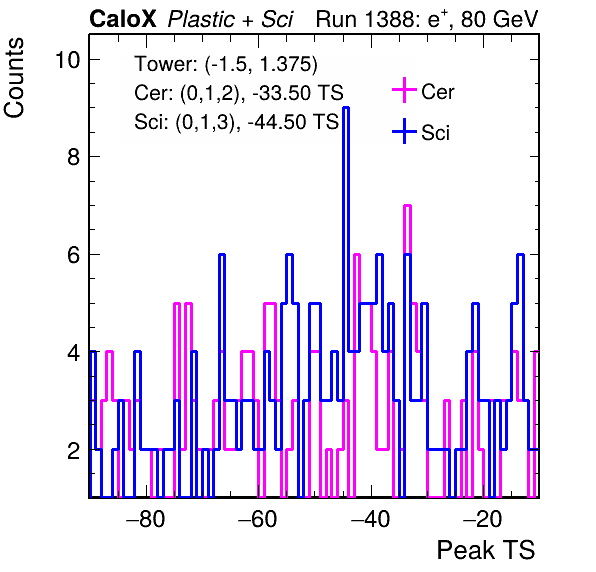 CaloX Plastic + Sci Run 1388: e+, 80 GeV
Counts
Tower: (-1.5, 1.375)
Cer: (0,1,2), -33.50 TS
Sci: (0,1,3), -44.50 TS
Cer
Sci
10
8
6
4
2
−80 −60 −40 −20
Peak TS